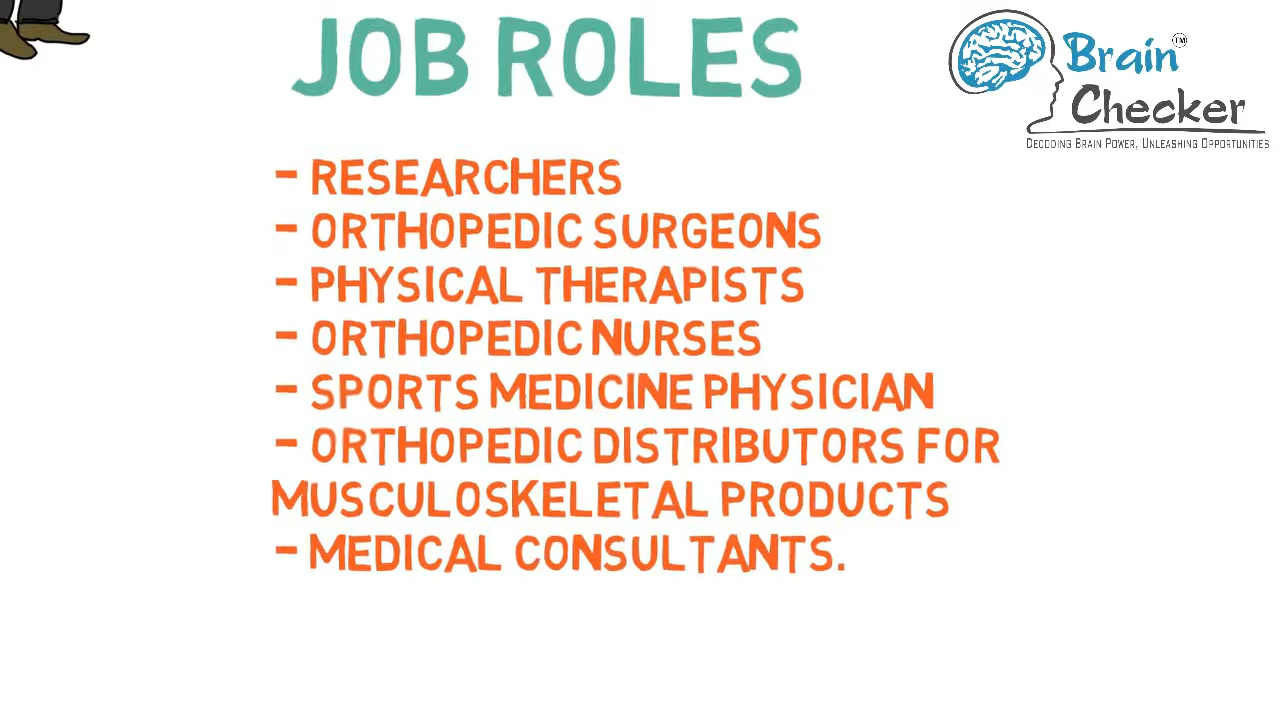 JOB ROLES
Brain TM
Checker
DECODING BRAIN POWER, UNLEASHING OPPORTUNITIES
- RESEARCHERS
- ORTHOPEDIC SURGEONS
- PHYSICAL THERAPISTS
- ORTHOPEDIC NURSES
- SPORTS MEDICINE PHYSICIAN
- ORTHOPEDIC DISTRIBUTORS FOR
MUSCULOSKELETAL PRODUCTS
- MEDICAL CONSULTANTS.